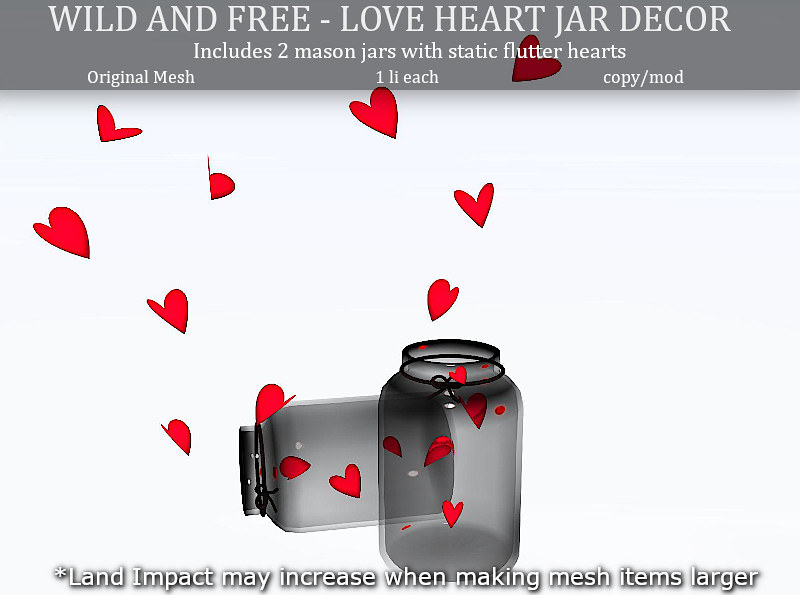 WILD AND FREE - LOVE HEART JAR DECOR
Includes 2 mason jars with static flutter hearts
Original Mesh 1 li each copy/mod
*Land Impact may increase when making mesh items larger